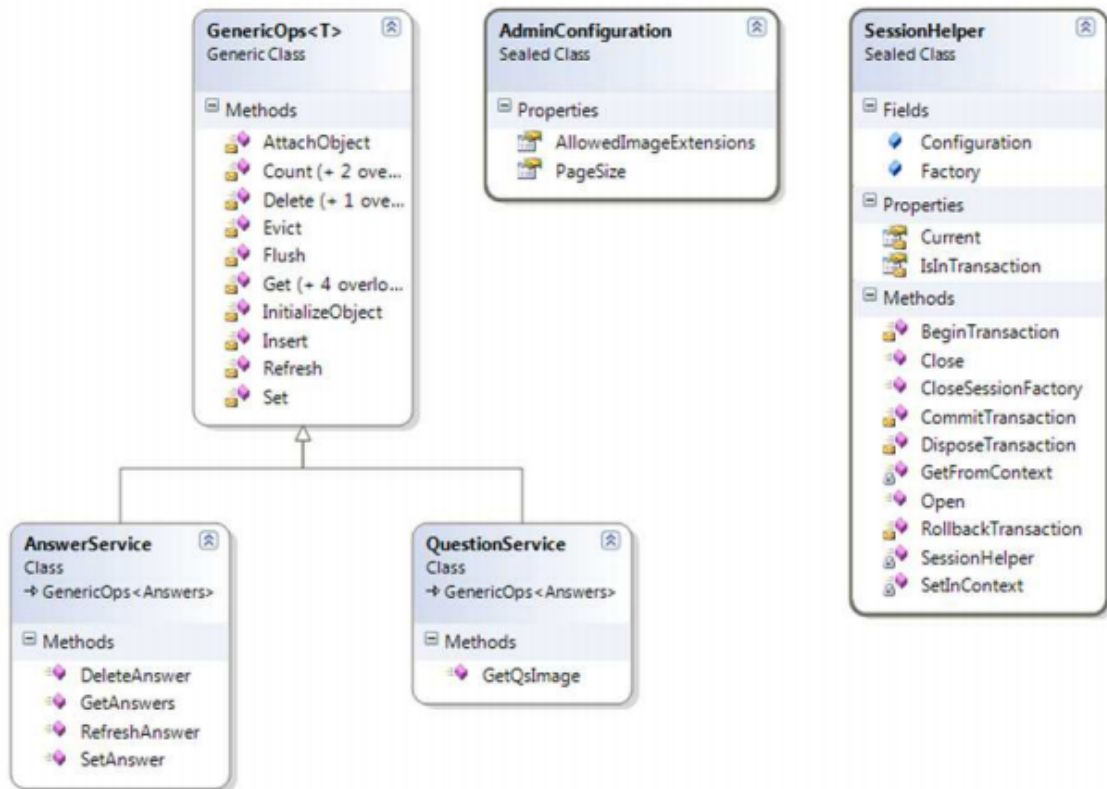 GenericOps<T>
Generic Class
Methods
AttachObject
Count (+ 2 ove...
Delete (+ 1 ove...
Evict
Flush
Get (+ 4 overlo...
InitializeObject
Insert
Refresh
Set
AdminConfiguration
Sealed Class
Properties
AllowedImageExtensions
PageSize
SessionHelper
Sealed Class
Fields
Configuration
Factory
Properties
Current
IsInTransaction
Methods
BeginTransaction
Close
CloseSessionFactory
CommitTransaction
DisposeTransaction
GetFromContext
Open
RollbackTransaction
SessionHelper
SetInContext
AnswerService
Class
GenericOps<Answers>
Methods
DeleteAnswer
GetAnswers
RefreshAnswer
SetAnswer
QuestionService
Class
GenericOps<Answers>
Methods
GetQsImage